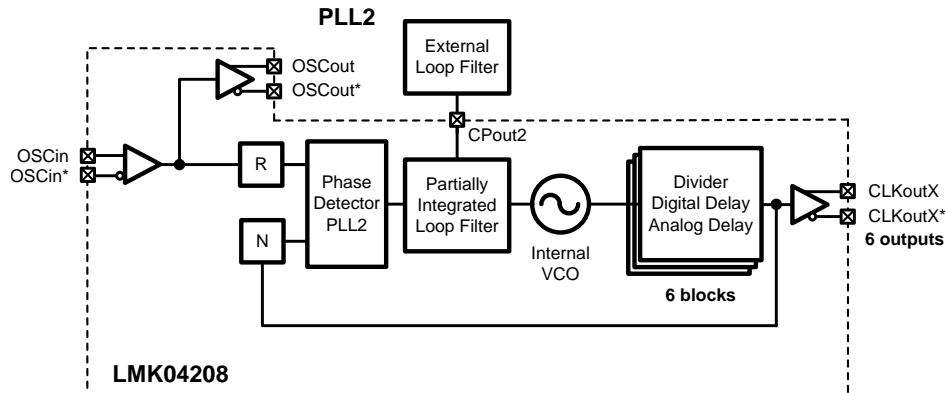 PLL2
External
Loop Filter
OSCout
OSCout*
CPout2
OSCin
OSCin*
R
N
Phase
Detector
PLL2
Partially
Integrated
Loop Filter
Internal
VCO
Divider
Digital Delay
Analog Delay
6 blocks
CLKoutX
CLKoutX*
6 outputs
LMK04208